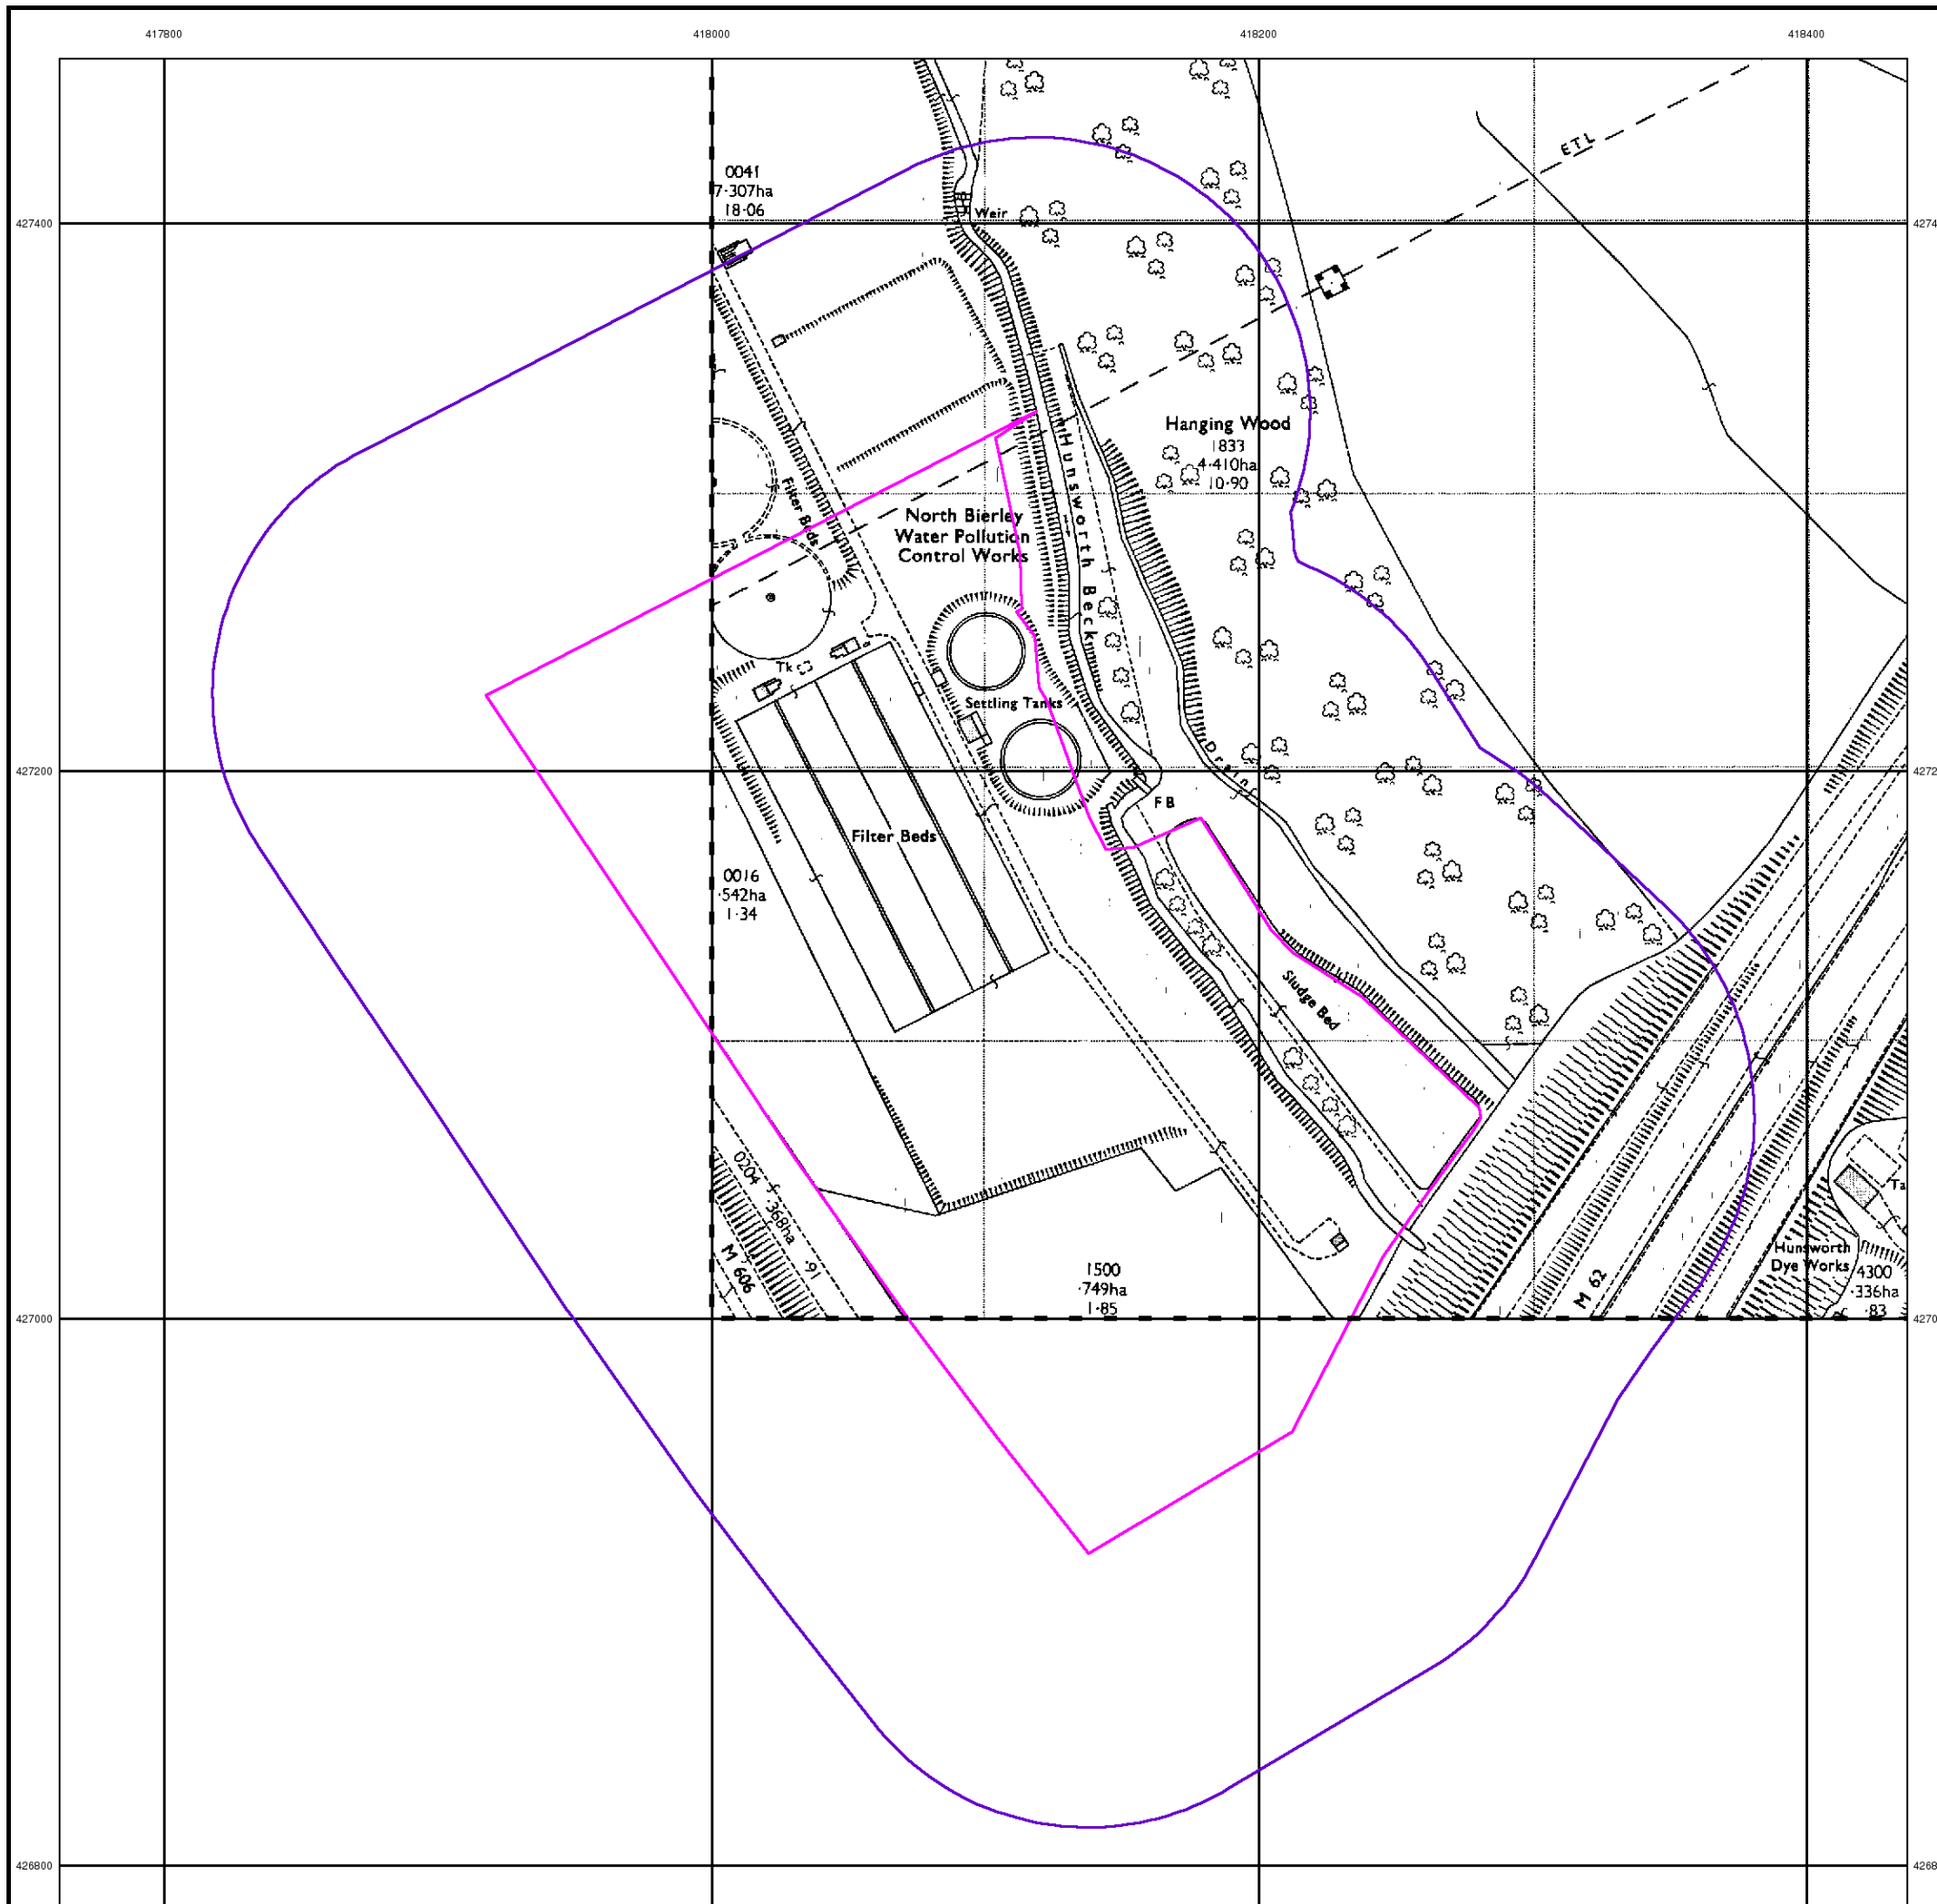 417800
418000
418200
418400
ETL
0041
7·307ha
18·06
Weir
427400
Hanging Wood
1833
4·410ha
10·90
Hunsworth Beck
Filter Beds
North Bierley
Water Pollution
Control Works
Tk
Settling Tanks
427200
Drain
FB
Filter Beds
0016
·542ha
1·34
Sludge Bed
0204
·368ha
·91
M 606
1500
·749ha
1·85
M 62
Hunsworth
Dye Works
4300
·336ha
·83
Ta
427000
426800